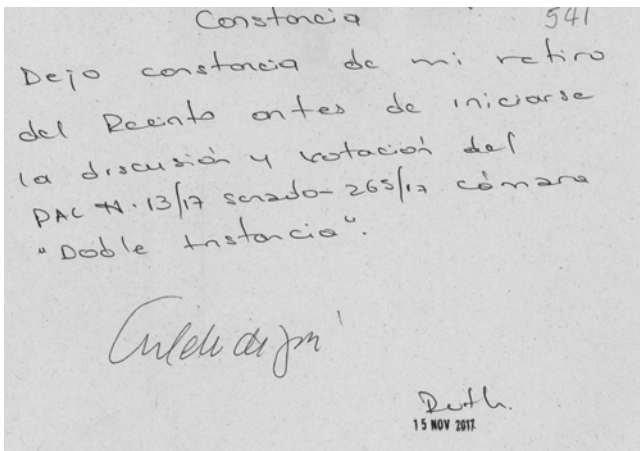 Constancia 541
Dejo constancia de mi retiro
del Recinto antes de iniciarse
la discusión y votación del
PAL N. 13/17 senado - 265/17 cámara
"Doble Instancia".
Ruth.
15 NOV 2017